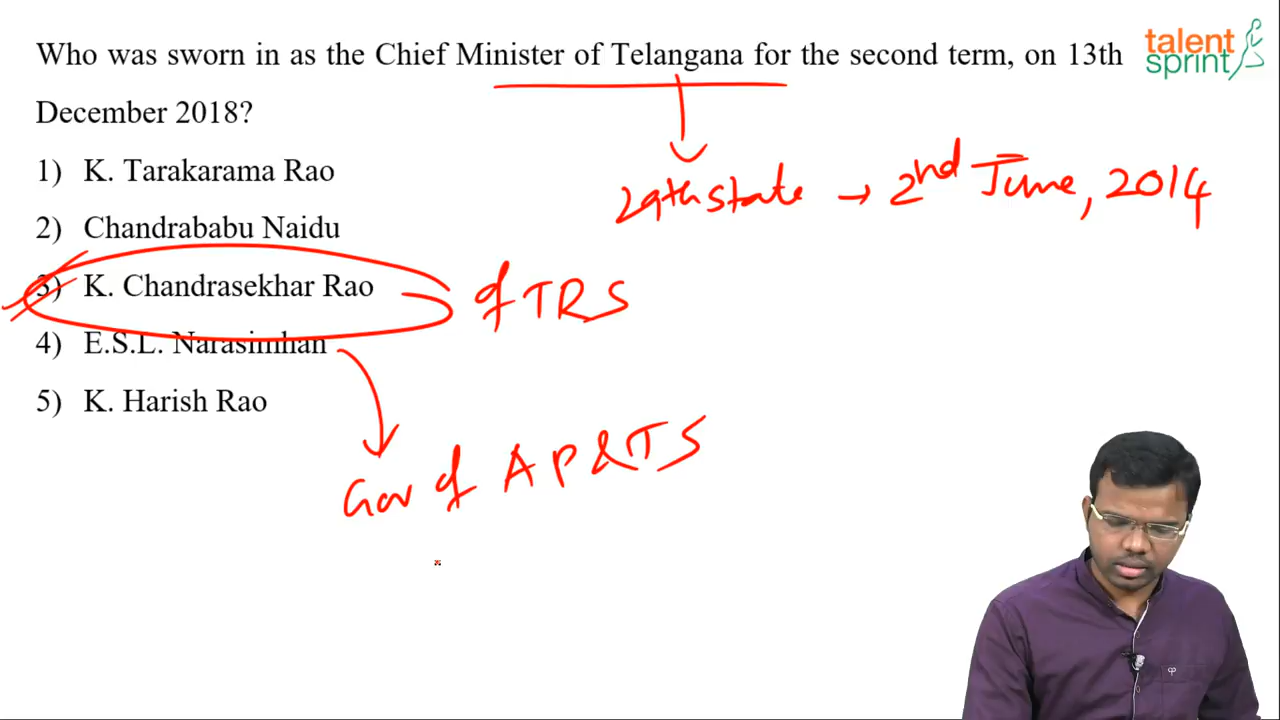 talent
sprint
Who was sworn in as the Chief Minister of Telangana for the second term, on 13th
December 2018?
29th state → 2nd June, 2014
1) K. Tarakarama Rao
2) Chandrababu Naidu
3) K. Chandrasekhar Rao
of TRS
4) E.S.L. Narasimhan
5) K. Harish Rao
Gov of AP & TS